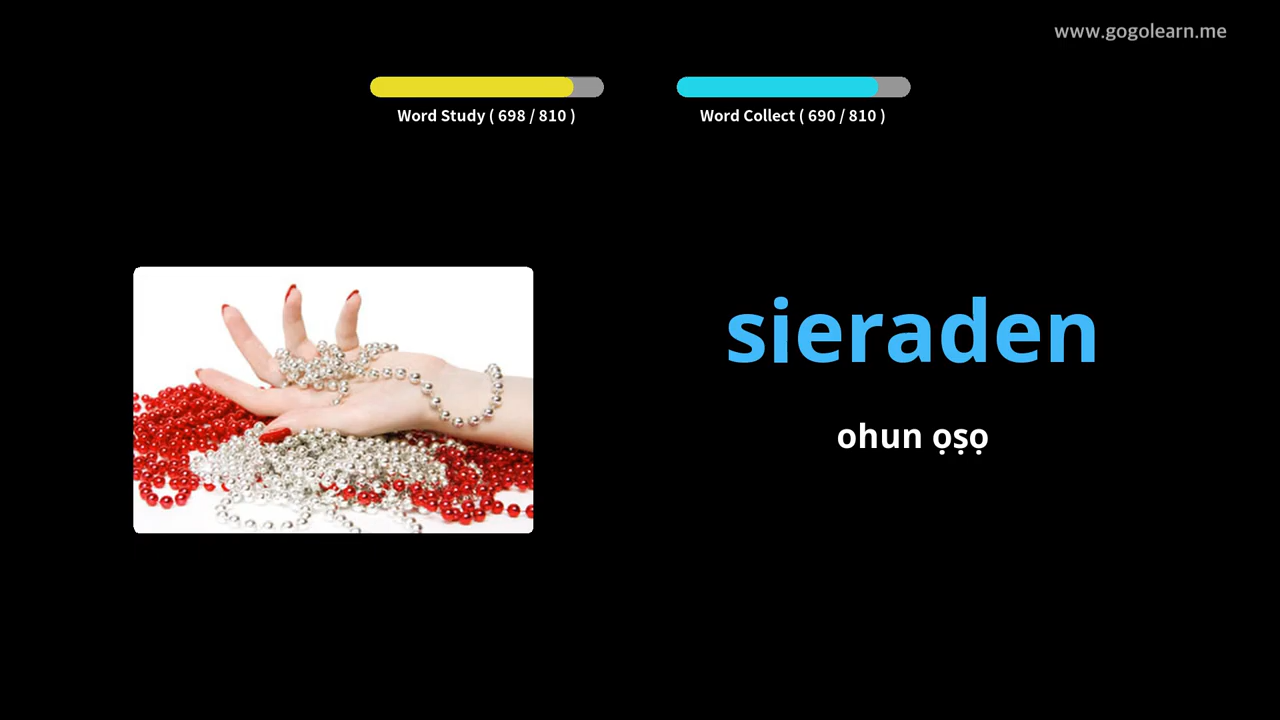 www.gogolearn.me
Word Study ( 698 / 810 )
Word Collect ( 690 / 810 )
sieraden
ohun ọṣọ